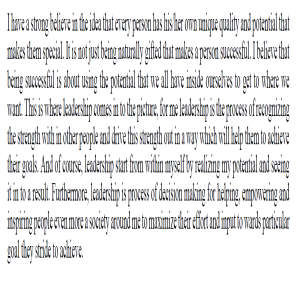 I have a strong believe in the idea that every person has his/her own unique quality and potential that
makes them special. It is not just being naturally gifted that makes a person successful. I believe that
being successful is about using the potential that we all have inside ourselves to get to where we
want. This is where leadership comes in to the picture, for me leadership is the process of recognizing
the strength with in other people and drive this strength out in a way which will help them to achieve
their goals. And of course, leadership start from within myself by realizing my potential and seeing
it in to a result. Furthermore, leadership is process of decision making for helping, empowering and
inspiring people even more a society around me to maximize their effort and input to wards particular
goal they stride to achieve.